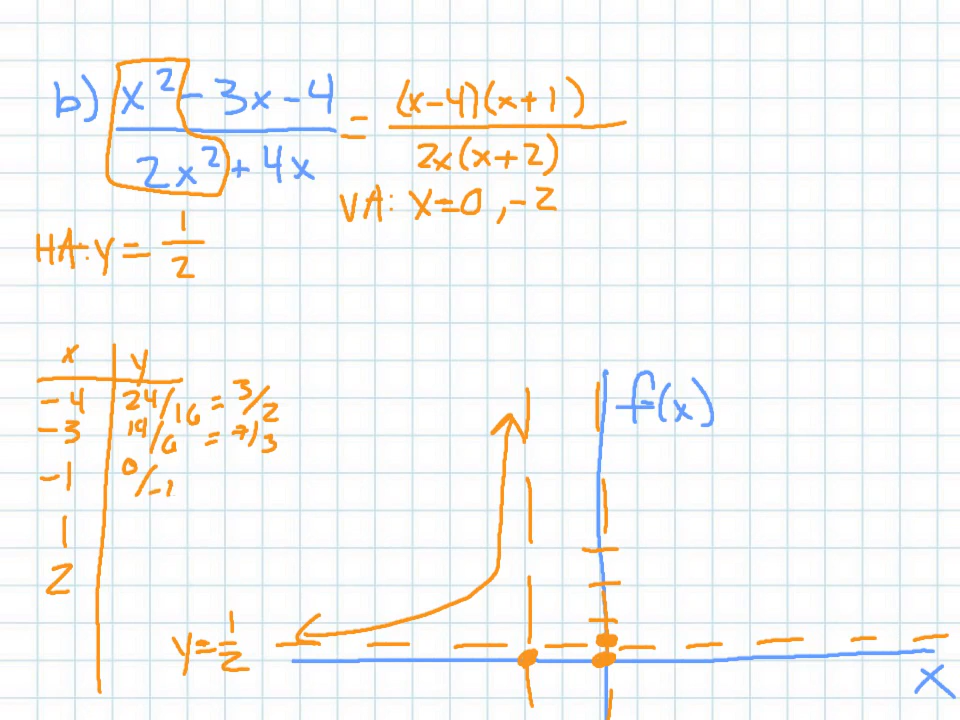 b) x² - 3x - 4 / 2x² + 4x = (x-4)(x+1) / 2x(x+2)
VA: x=0, -2
HA: y = 1/2
x y
-4 24/16 = 3/2
-3 14/6 = 7/3
-1 0/-2
1
2
f(x)
y = 1/2
x